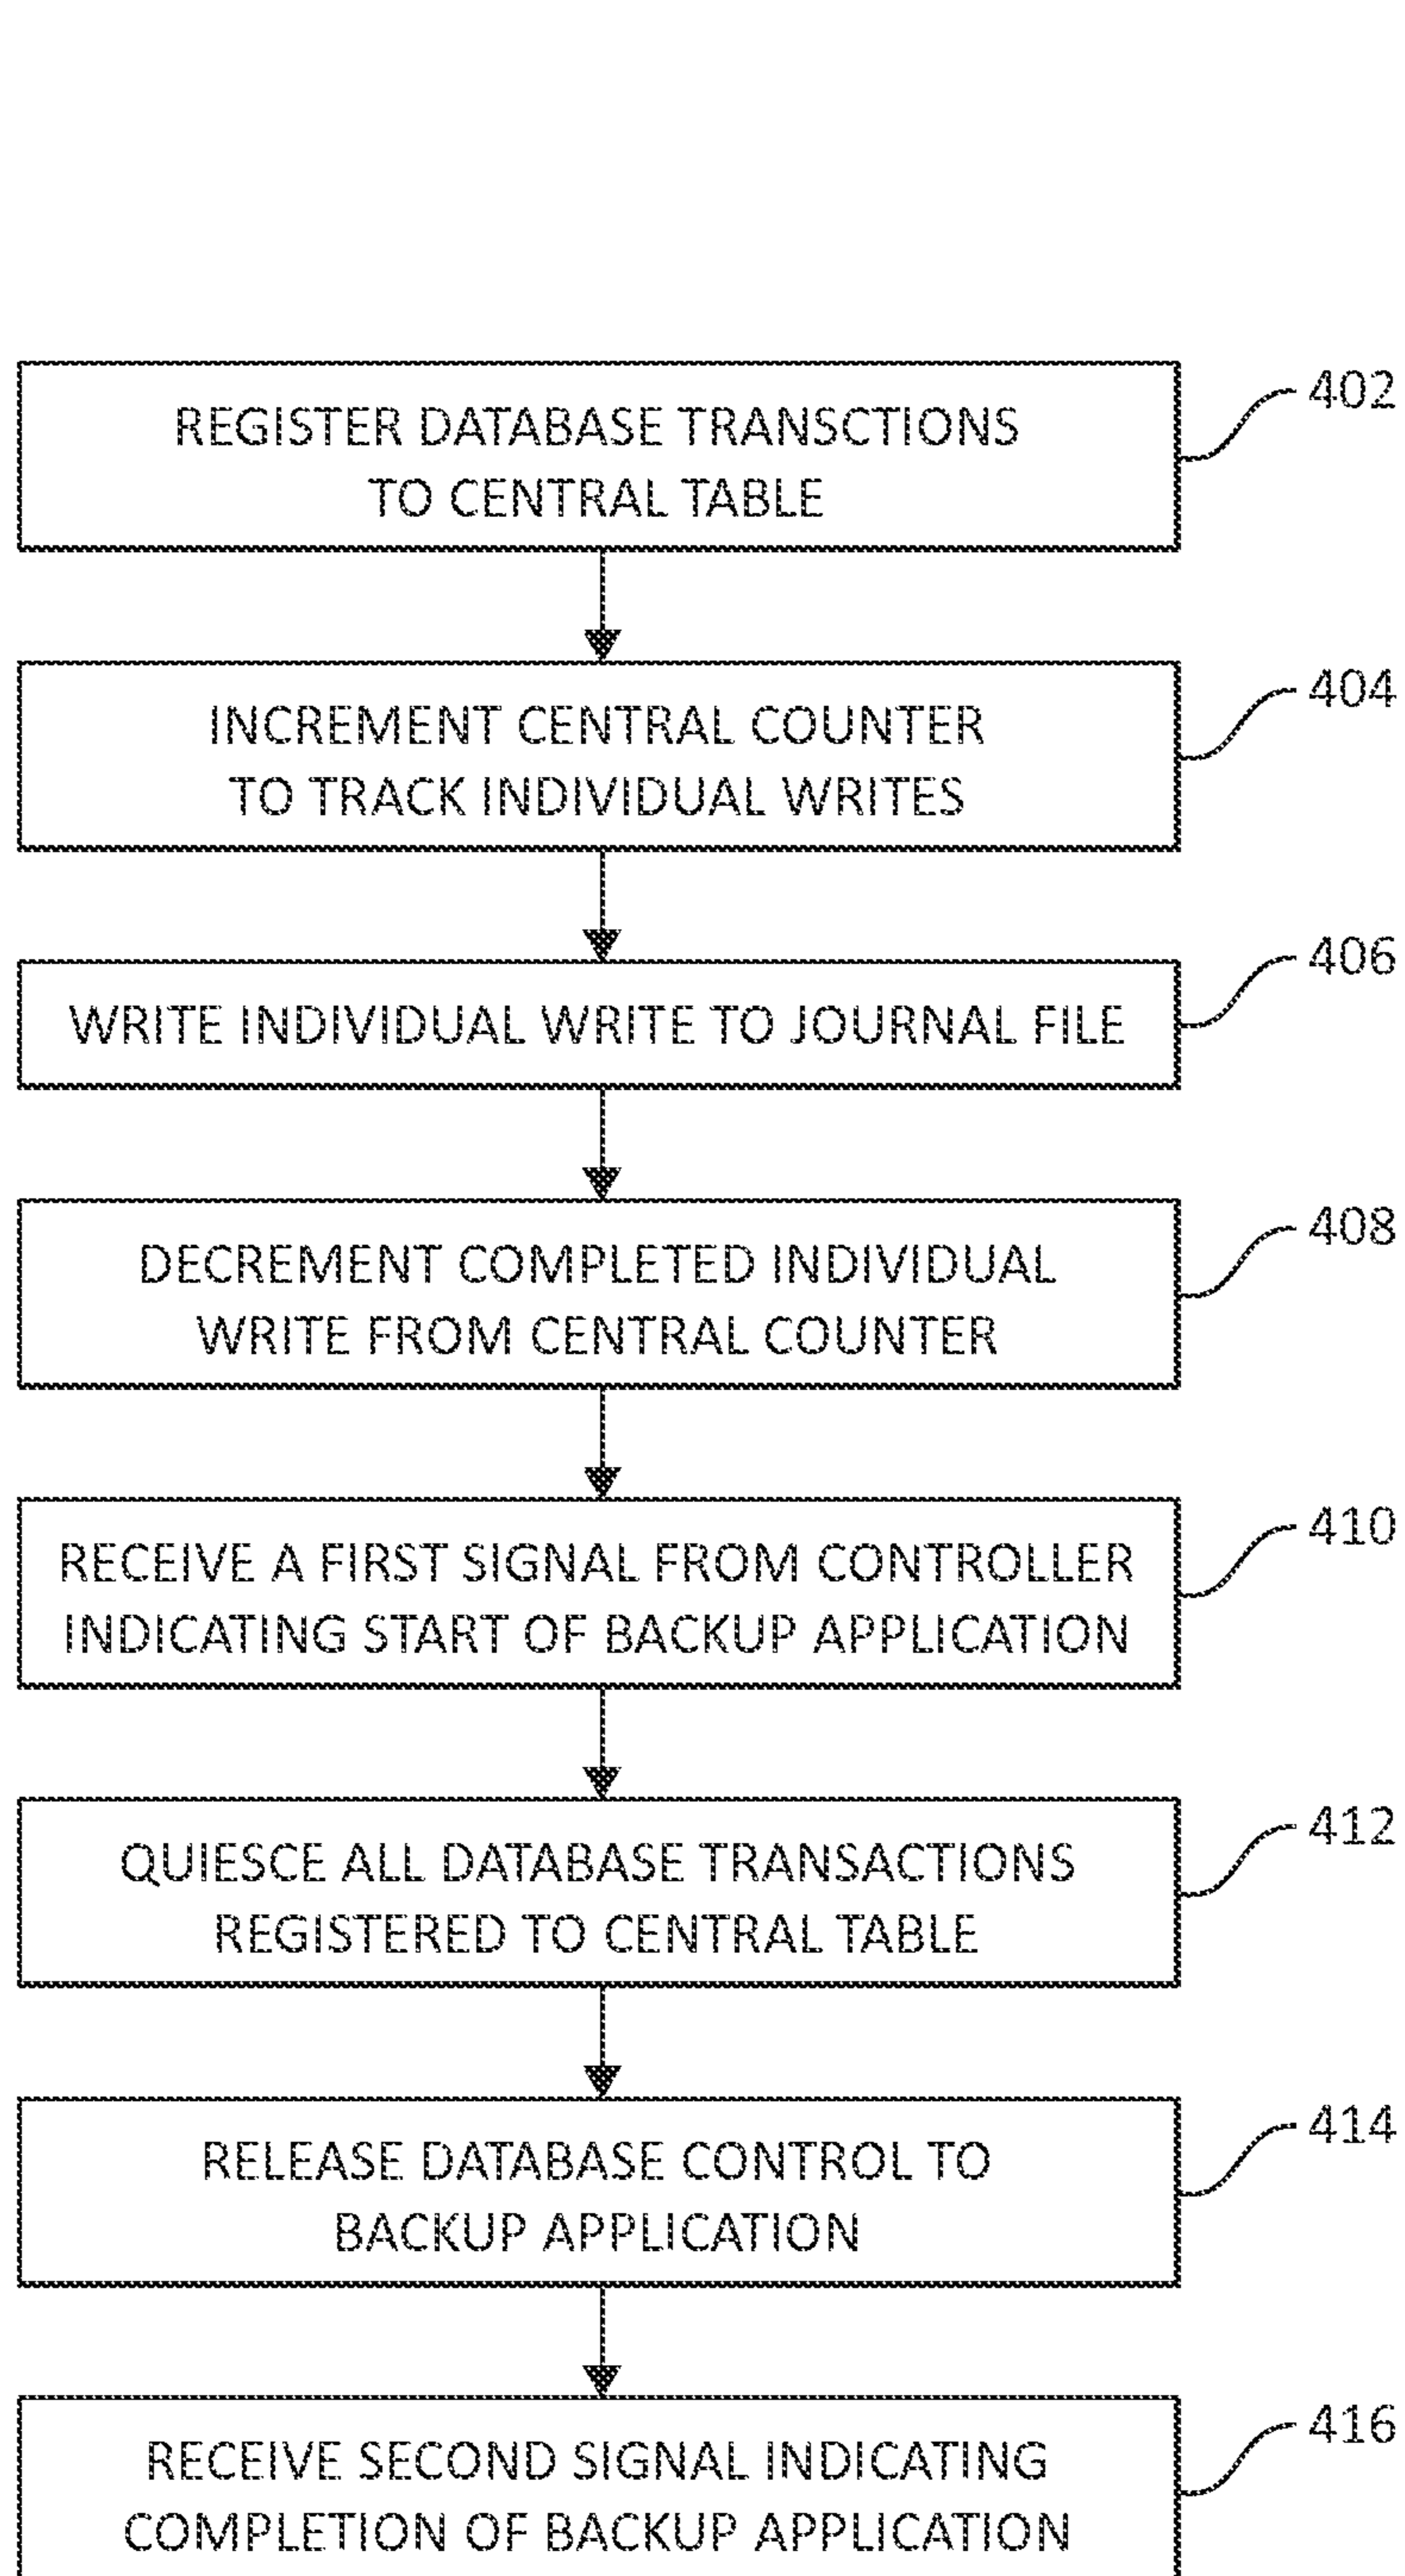 REGISTER DATABASE TRANSCTIONS
TO CENTRAL TABLE
402
INCREMENT CENTRAL COUNTER
TO TRACK INDIVIDUAL WRITES
404
WRITE INDIVIDUAL WRITE TO JOURNAL FILE
406
DECREMENT COMPLETED INDIVIDUAL
WRITE FROM CENTRAL COUNTER
408
RECEIVE A FIRST SIGNAL FROM CONTROLLER
INDICATING START OF BACKUP APPLICATION
410
QUIESCE ALL DATABASE TRANSACTIONS
REGISTERED TO CENTRAL TABLE
412
RELEASE DATABASE CONTROL TO
BACKUP APPLICATION
414
RECEIVE SECOND SIGNAL INDICATING
COMPLETION OF BACKUP APPLICATION
416